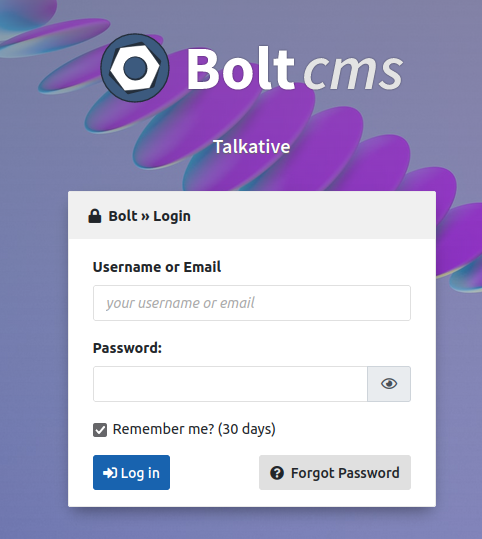 Bolt cms
Talkative
Bolt » Login
Username or Email
your username or email
Password:
Remember me? (30 days)
Log in
Forgot Password